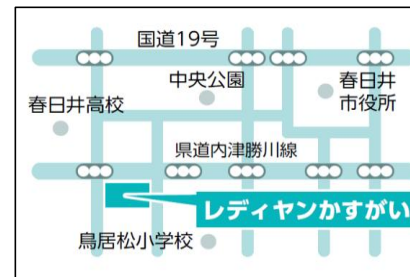 国道19号
中央公園
春日井
市役所
春日井高校
県道内津勝川線
レディヤンかすがい
鳥居松小学校